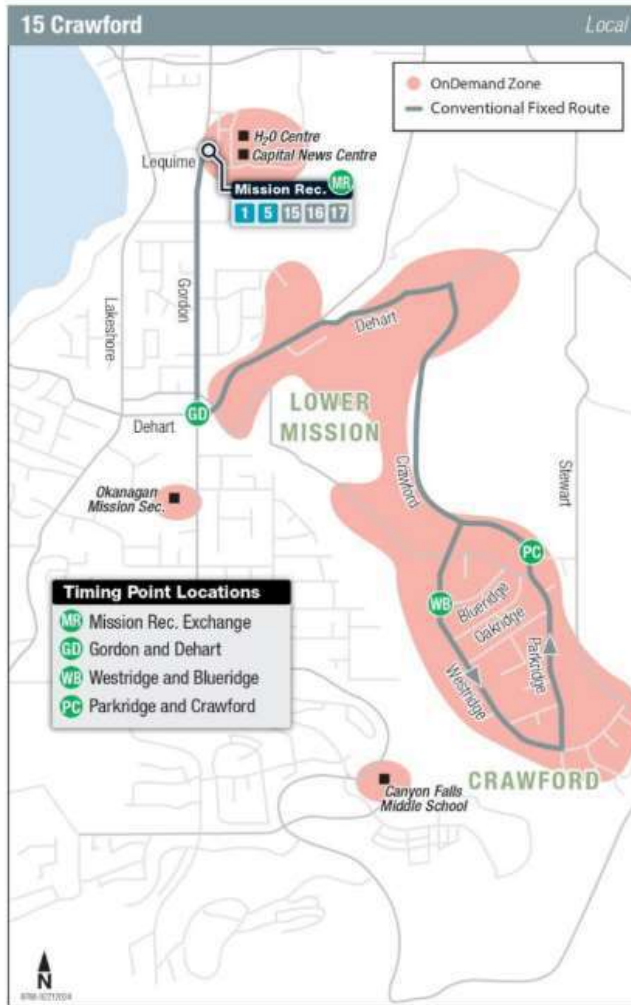 15 Crawford
Local
OnDemand Zone
Conventional Fixed Route
H₂O Centre
Capital News Centre
Lequime
Mission Rec. MR
1 5 15 16 17
Lakeshore
Gordon
Dehart
GD
Dehart
LOWER
MISSION
Okanagan
Mission Sec.
Crawford
Stewart
PC
WB
Blueridge
Oakridge
Westridge
Parkridge
Timing Point Locations
MR Mission Rec. Exchange
GD Gordon and Dehart
WB Westridge and Blueridge
PC Parkridge and Crawford
CRAWFORD
Canyon Falls
Middle School
N